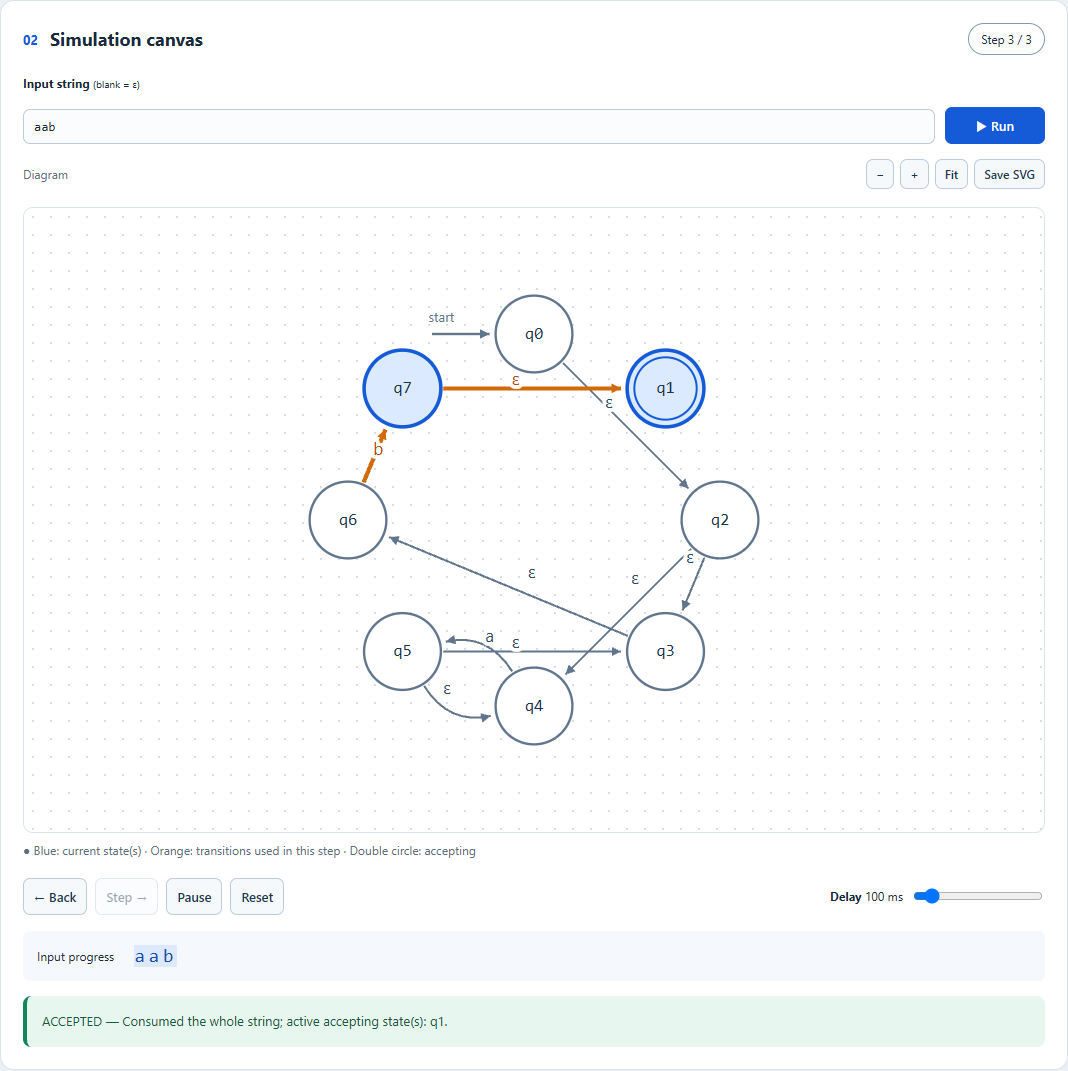 02 Simulation canvas
Step 3 / 3
Input string (blank = ε)
aab
▶ Run
Diagram
−
+
Fit
Save SVG
start
q0
q7
ε
q1
ε
b
q6
q2
ε
ε
ε
a
ε
q5
q3
ε
q4
● Blue: current state(s) · Orange: transitions used in this step · Double circle: accepting
← Back
Step →
Pause
Reset
Delay 100 ms
Input progress a a b
ACCEPTED — Consumed the whole string; active accepting state(s): q1.